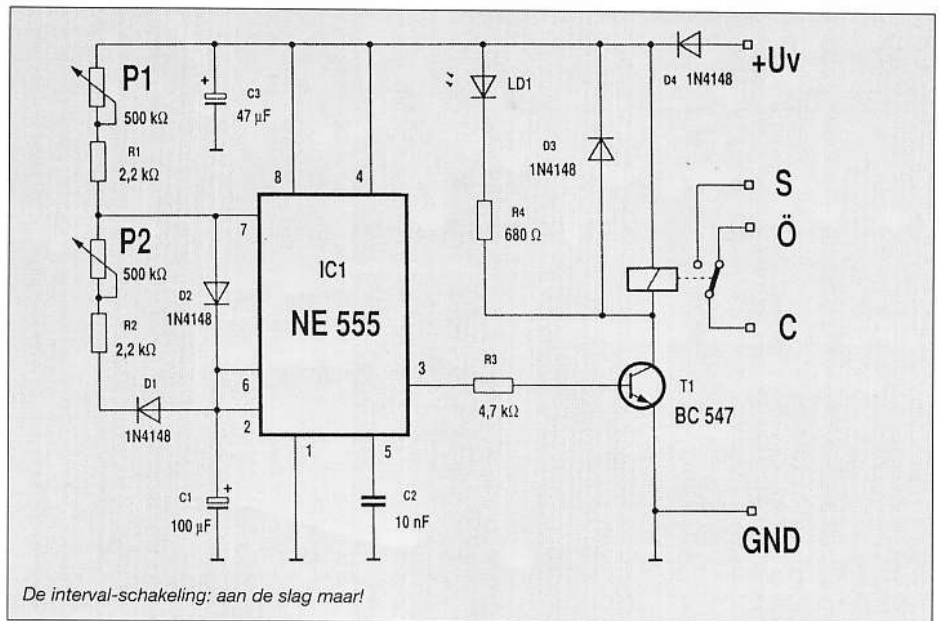 P1
500 kΩ
R1
2,2 kΩ
P2
500 kΩ
R2
2,2 kΩ
D1
1N4148
D2
1N4148
C1
+
100 µF
+
C3
47 µF
8
4
7
IC1
NE 555
6
2
3
1
5
C2
10 nF
LD1
R4
680 Ω
D3
1N4148
D4
1N4148
+Uv
S
Ö
C
R3
4,7 kΩ
T1
BC 547
GND
De interval-schakeling: aan de slag maar!